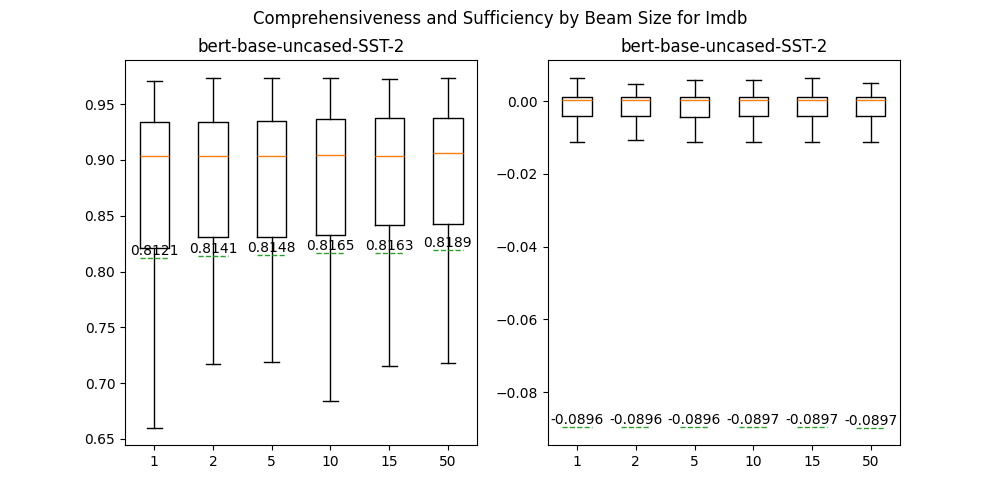 Comprehensiveness and Sufficiency by Beam Size for Imdb
bert-base-uncased-SST-2
0.95
0.90
0.85
0.80
0.75
0.70
0.65
0.8121 0.8141 0.8148 0.8165 0.8163 0.8189
1 2 5 10 15 50
bert-base-uncased-SST-2
0.00
−0.02
−0.04
−0.06
−0.08
-0.0896 -0.0896 -0.0896 -0.0897 -0.0897 -0.0897
1 2 5 10 15 50